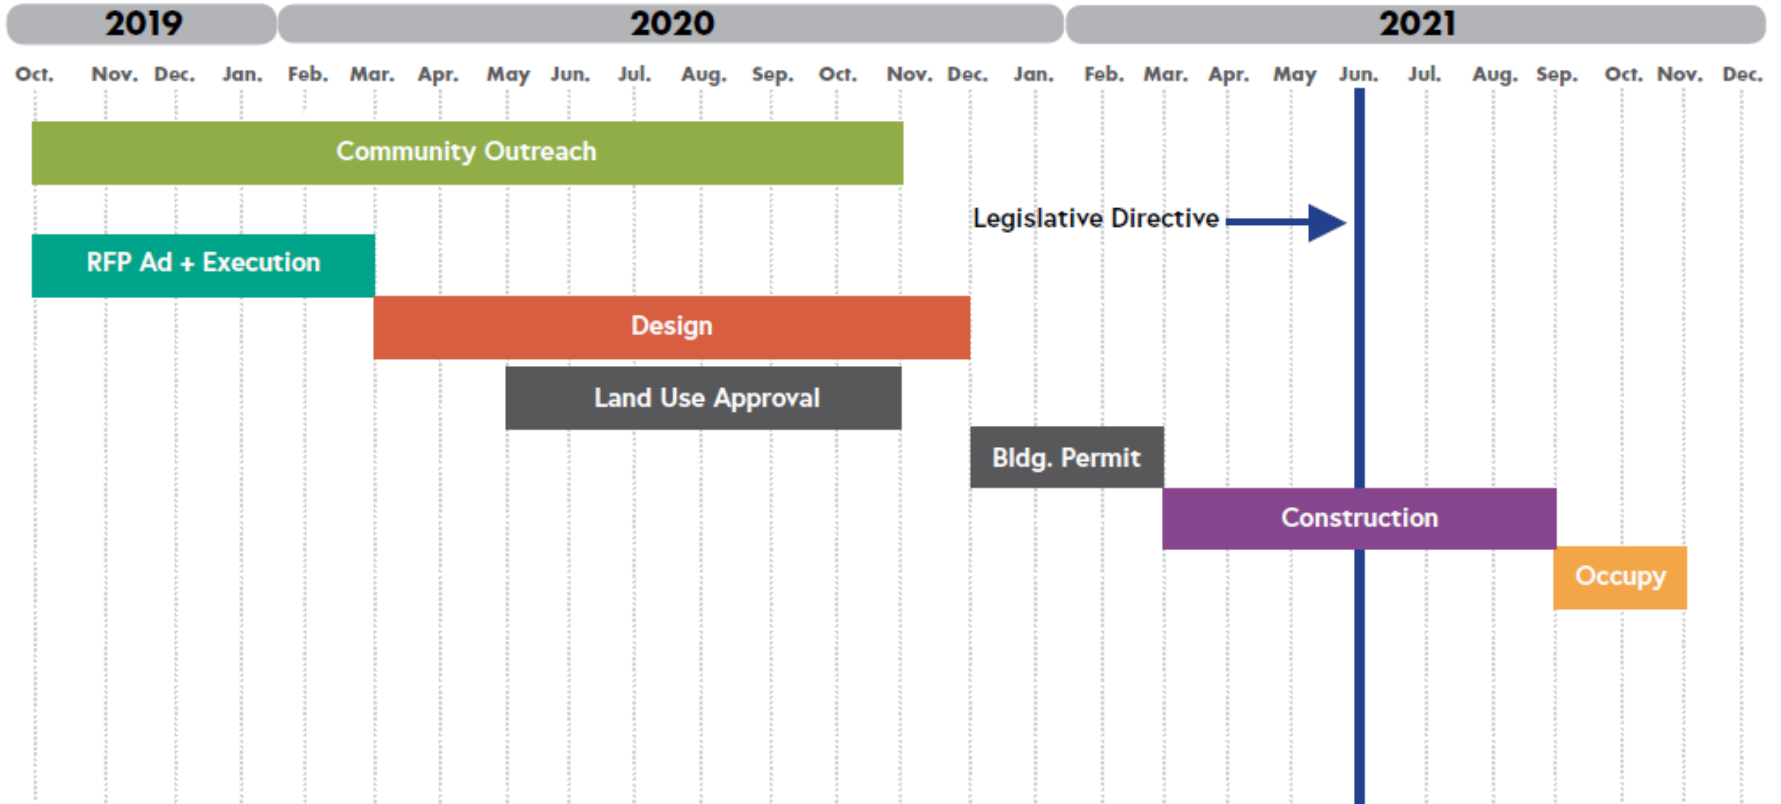 2019 2020 2021
Oct. Nov. Dec. Jan. Feb. Mar. Apr. May Jun. Jul. Aug. Sep. Oct. Nov. Dec. Jan. Feb. Mar. Apr. May Jun. Jul. Aug. Sep. Oct. Nov. Dec.
Community Outreach
Legislative Directive
RFP Ad + Execution
Design
Land Use Approval
Bldg. Permit
Construction
Occupy